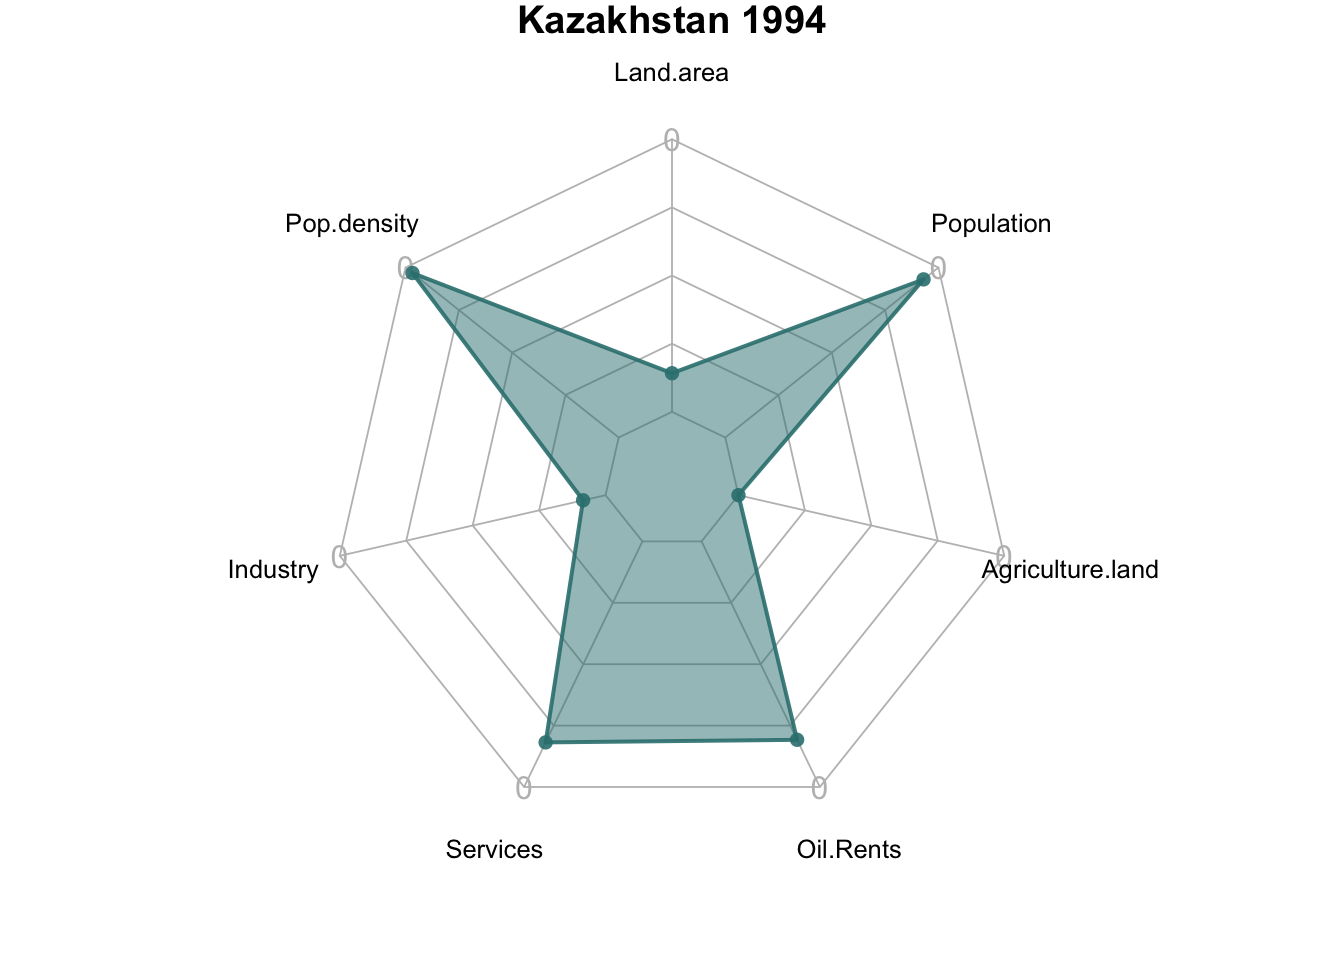 Kazakhstan 1994
Land.area
0
Pop.density
Population
0
0
Industry
0
0
Agriculture.land
0
0
Services
Oil.Rents